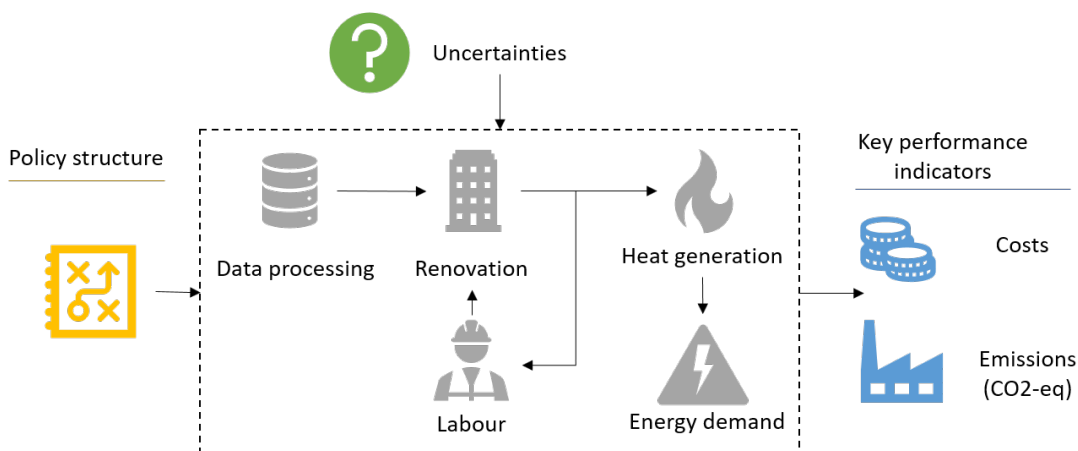 Uncertainties
Policy structure
Key performance
indicators
Data processing
Renovation
Heat generation
Costs
Labour
Energy demand
Emissions
(CO2-eq)